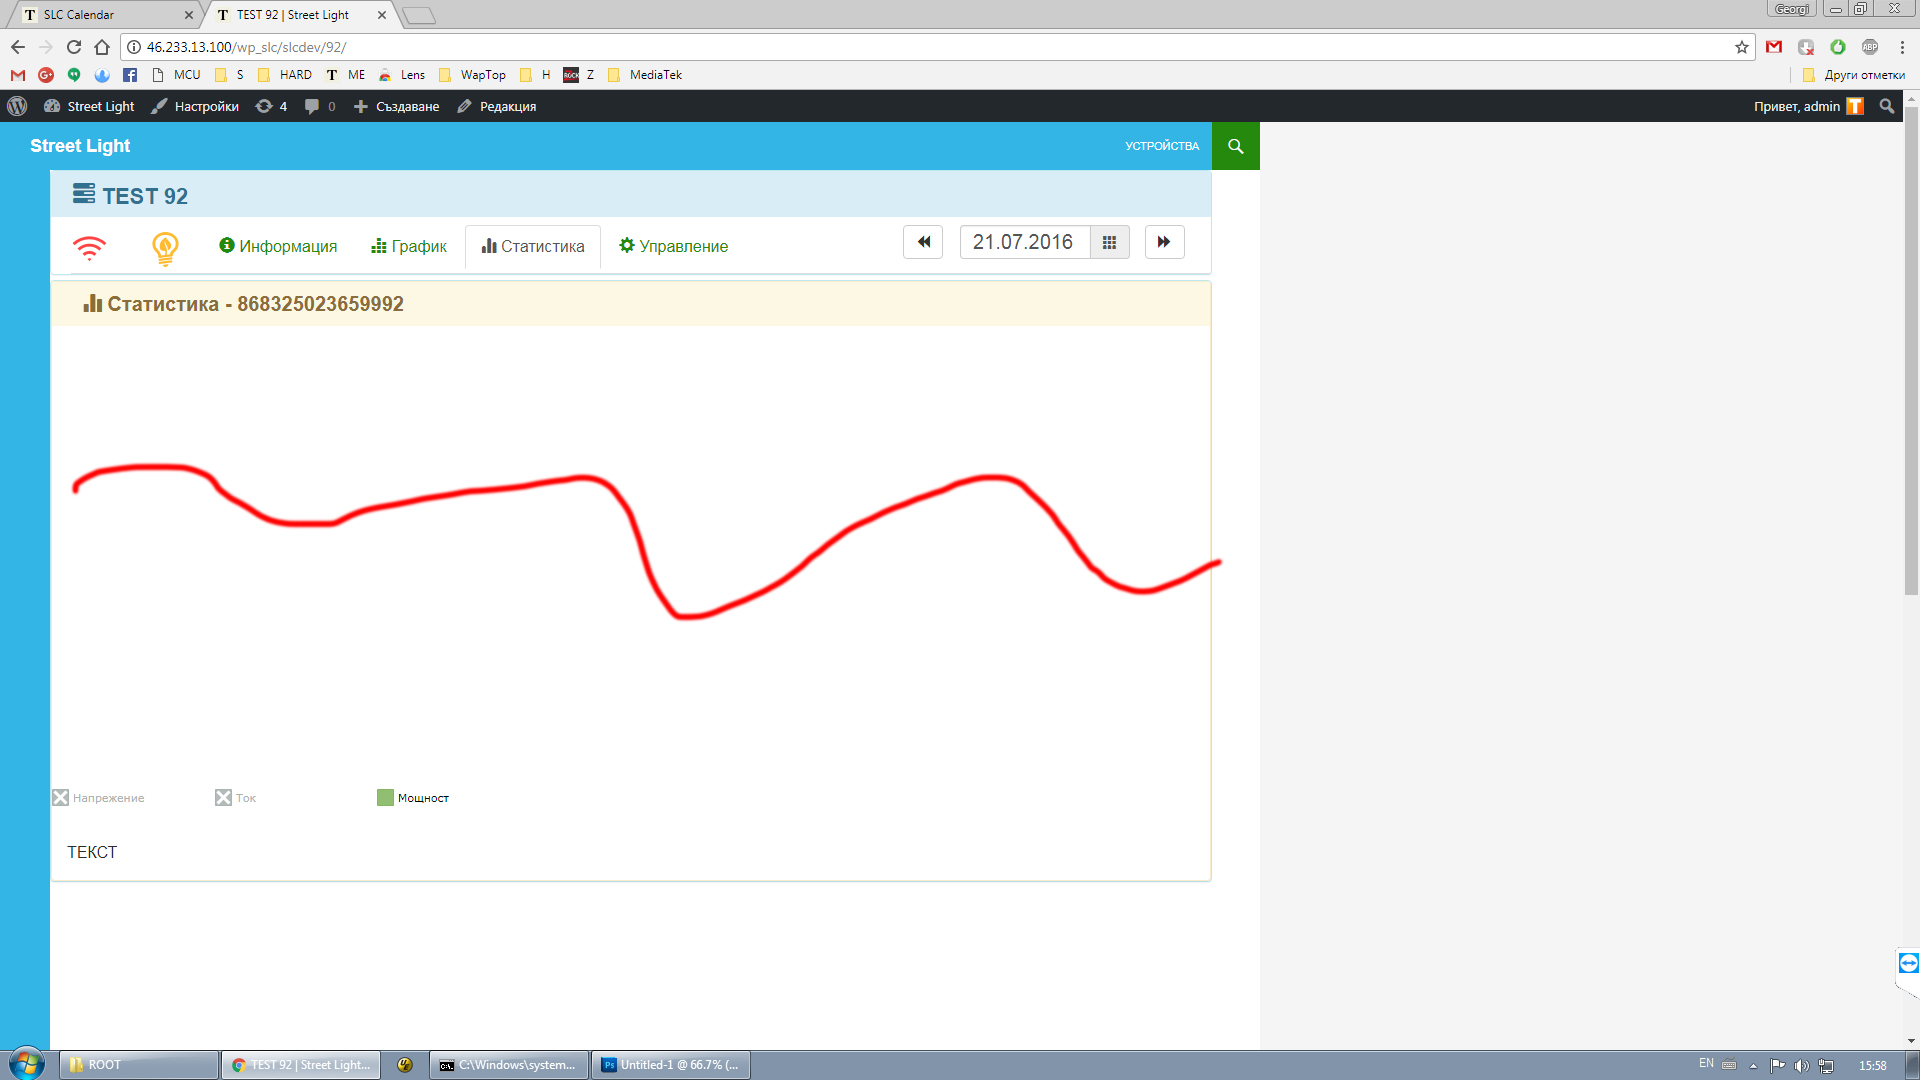 SLC Calendar
TEST 92 | Street Light
Georgi
46.233.13.100/wp_slc/slcdev/92/
MCU S HARD T ME Lens WapTop H Z MediaTek Други отметки
Street Light Настройки 4 0 Създаване Редакция Привет, admin
Street Light УСТРОЙСТВА
TEST 92
Информация График Статистика Управление 21.07.2016
Статистика - 868325023659992
Напрежение Ток Мощност
ТЕКСТ
ROOT TEST 92 | Street Light... C:\Windows\system... Ps Untitled-1 @ 66.7% (... EN 15:58